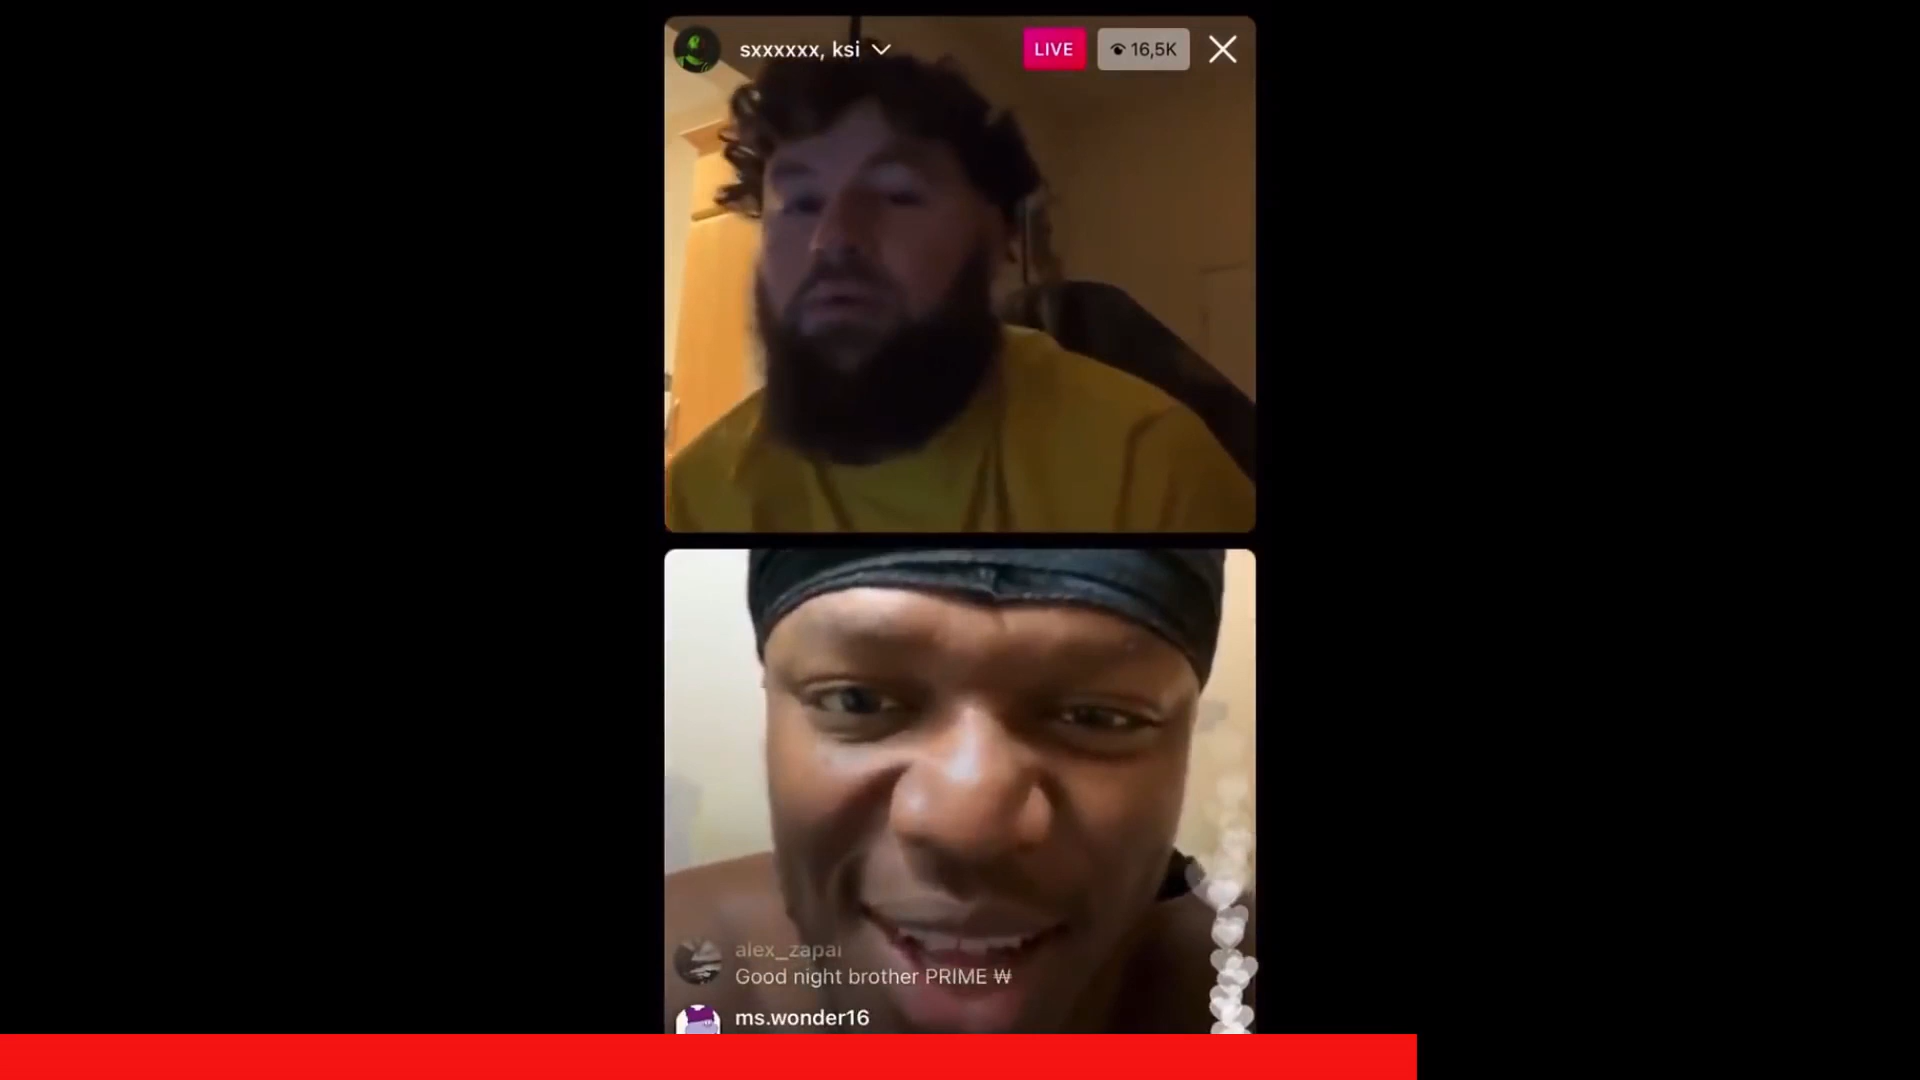 sxxxxxx, ksi
LIVE
16,5K
alex_zapai
Good night brother PRIME ₩
ms.wonder16